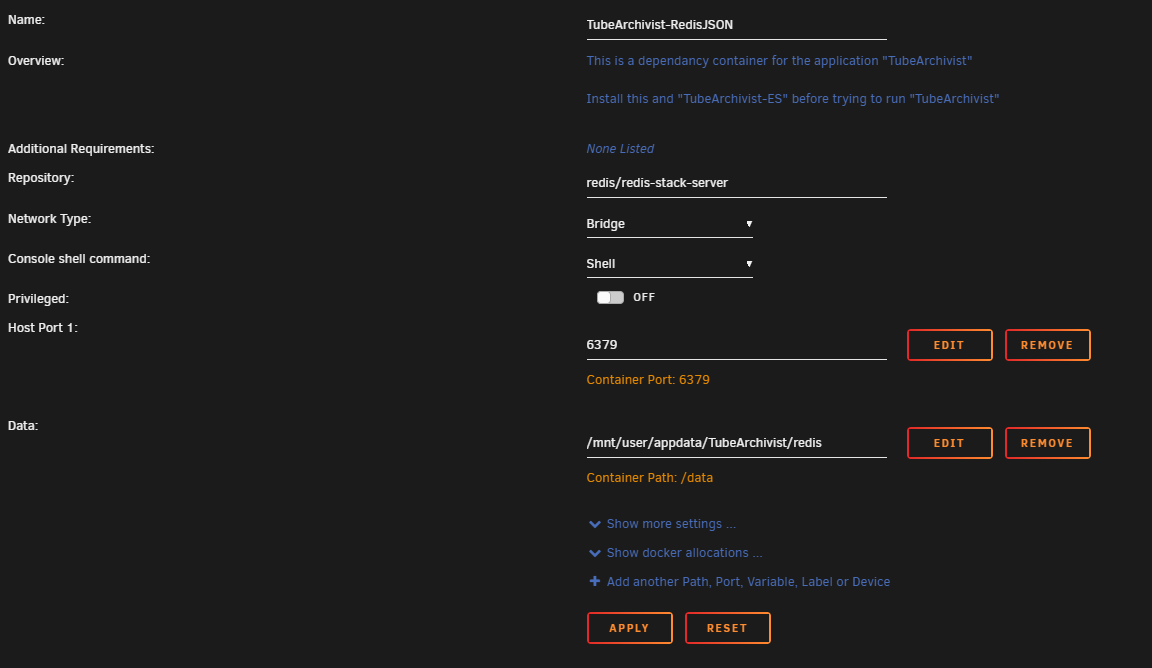 Name:
TubeArchivist-RedisJSON
Overview:
This is a dependancy container for the application "TubeArchivist"
Install this and "TubeArchivist-ES" before trying to run "TubeArchivist"
Additional Requirements:
None Listed
Repository:
redis/redis-stack-server
Network Type:
Bridge
Console shell command:
Shell
Privileged:
OFF
Host Port 1:
6379
EDIT
REMOVE
Container Port: 6379
Data:
/mnt/user/appdata/TubeArchivist/redis
EDIT
REMOVE
Container Path: /data
Show more settings ...
Show docker allocations ...
Add another Path, Port, Variable, Label or Device
APPLY
RESET